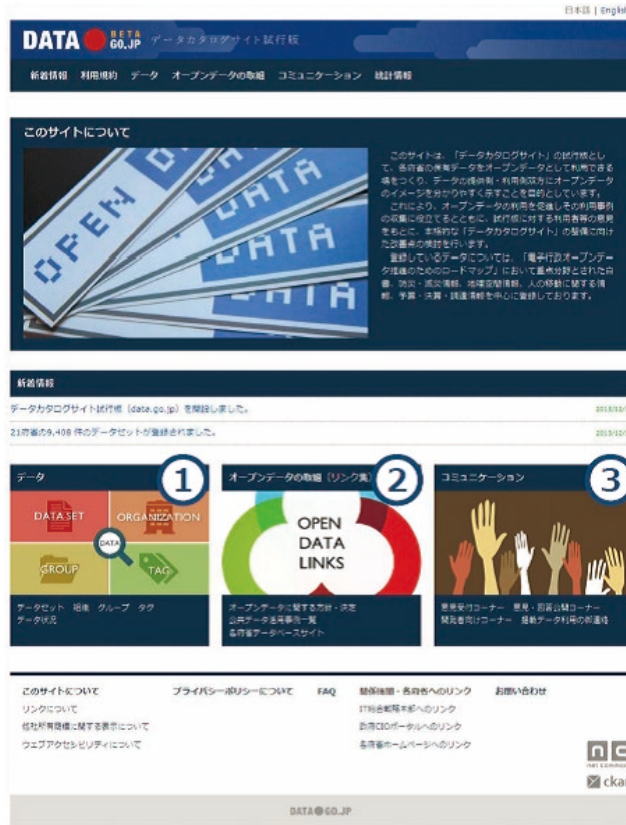 日本語 | English
DATA GO.JP BETA データカタログサイト試行版
新着情報 利用規約 データ オープンデータの取組 コミュニケーション 統計情報
このサイトについて
OPEN DATA
DATA
DATA
DATA
このサイトは、「データカタログサイト」の試行版とし
て、各府省の保有データをオープンデータとして利用できる
場をつくり、データの提供側・利用側双方にオープンデータ
のイメージを分かりやすく示すことを目的としています。
これにより、オープンデータの利用を促進しその利用事例
の収集に役立てるとともに、試行版に対する利用者等の意見
をもとに、本格的な「データカタログサイト」の整備に向け
た改善点の検討を行います。
登録しているデータについては、「電子行政オープンデー
タ推進のためのロードマップ」において重点分野とされた白
書、防災・減災情報、地理空間情報、人の移動に関する情
報、予算・決算・調達情報を中心に登録しております。
新着情報
データカタログサイト試行版（data.go.jp）を開設しました。 2013/12/
21府省の9,408 件のデータセットが登録されました。 2013/12/
データ 1
DATA SET ORGANIZATION
DATA
GROUP TAG
データセット 組織 グループ タグ
データ状況
オープンデータの取組（リンク集） 2
OPEN
DATA
LINKS
オープンデータに関する方針・決定
公共データ活用事例一覧
各府省データベースサイト
コミュニケーション 3
意見受付コーナー 意見・回答公開コーナー
開発者向けコーナー 掲載データ利用の御連絡
このサイトについて プライバシーポリシーについて FAQ 関係機関・各府省へのリンク お問い合わせ
リンクについて IT総合戦略本部へのリンク
他社所有商標に関する表示について 政府CIOポータルへのリンク
ウェブアクセシビリティについて 各府省ホームページへのリンク
nc
net commons
ckan
DATA GO.JP